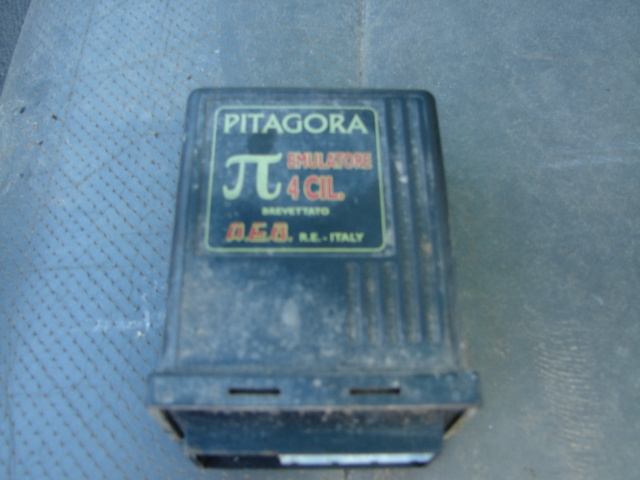 PITAGORA
π EMULATORE
4 CIL.
BREVETTATO
A.E.B. R.E.-ITALY